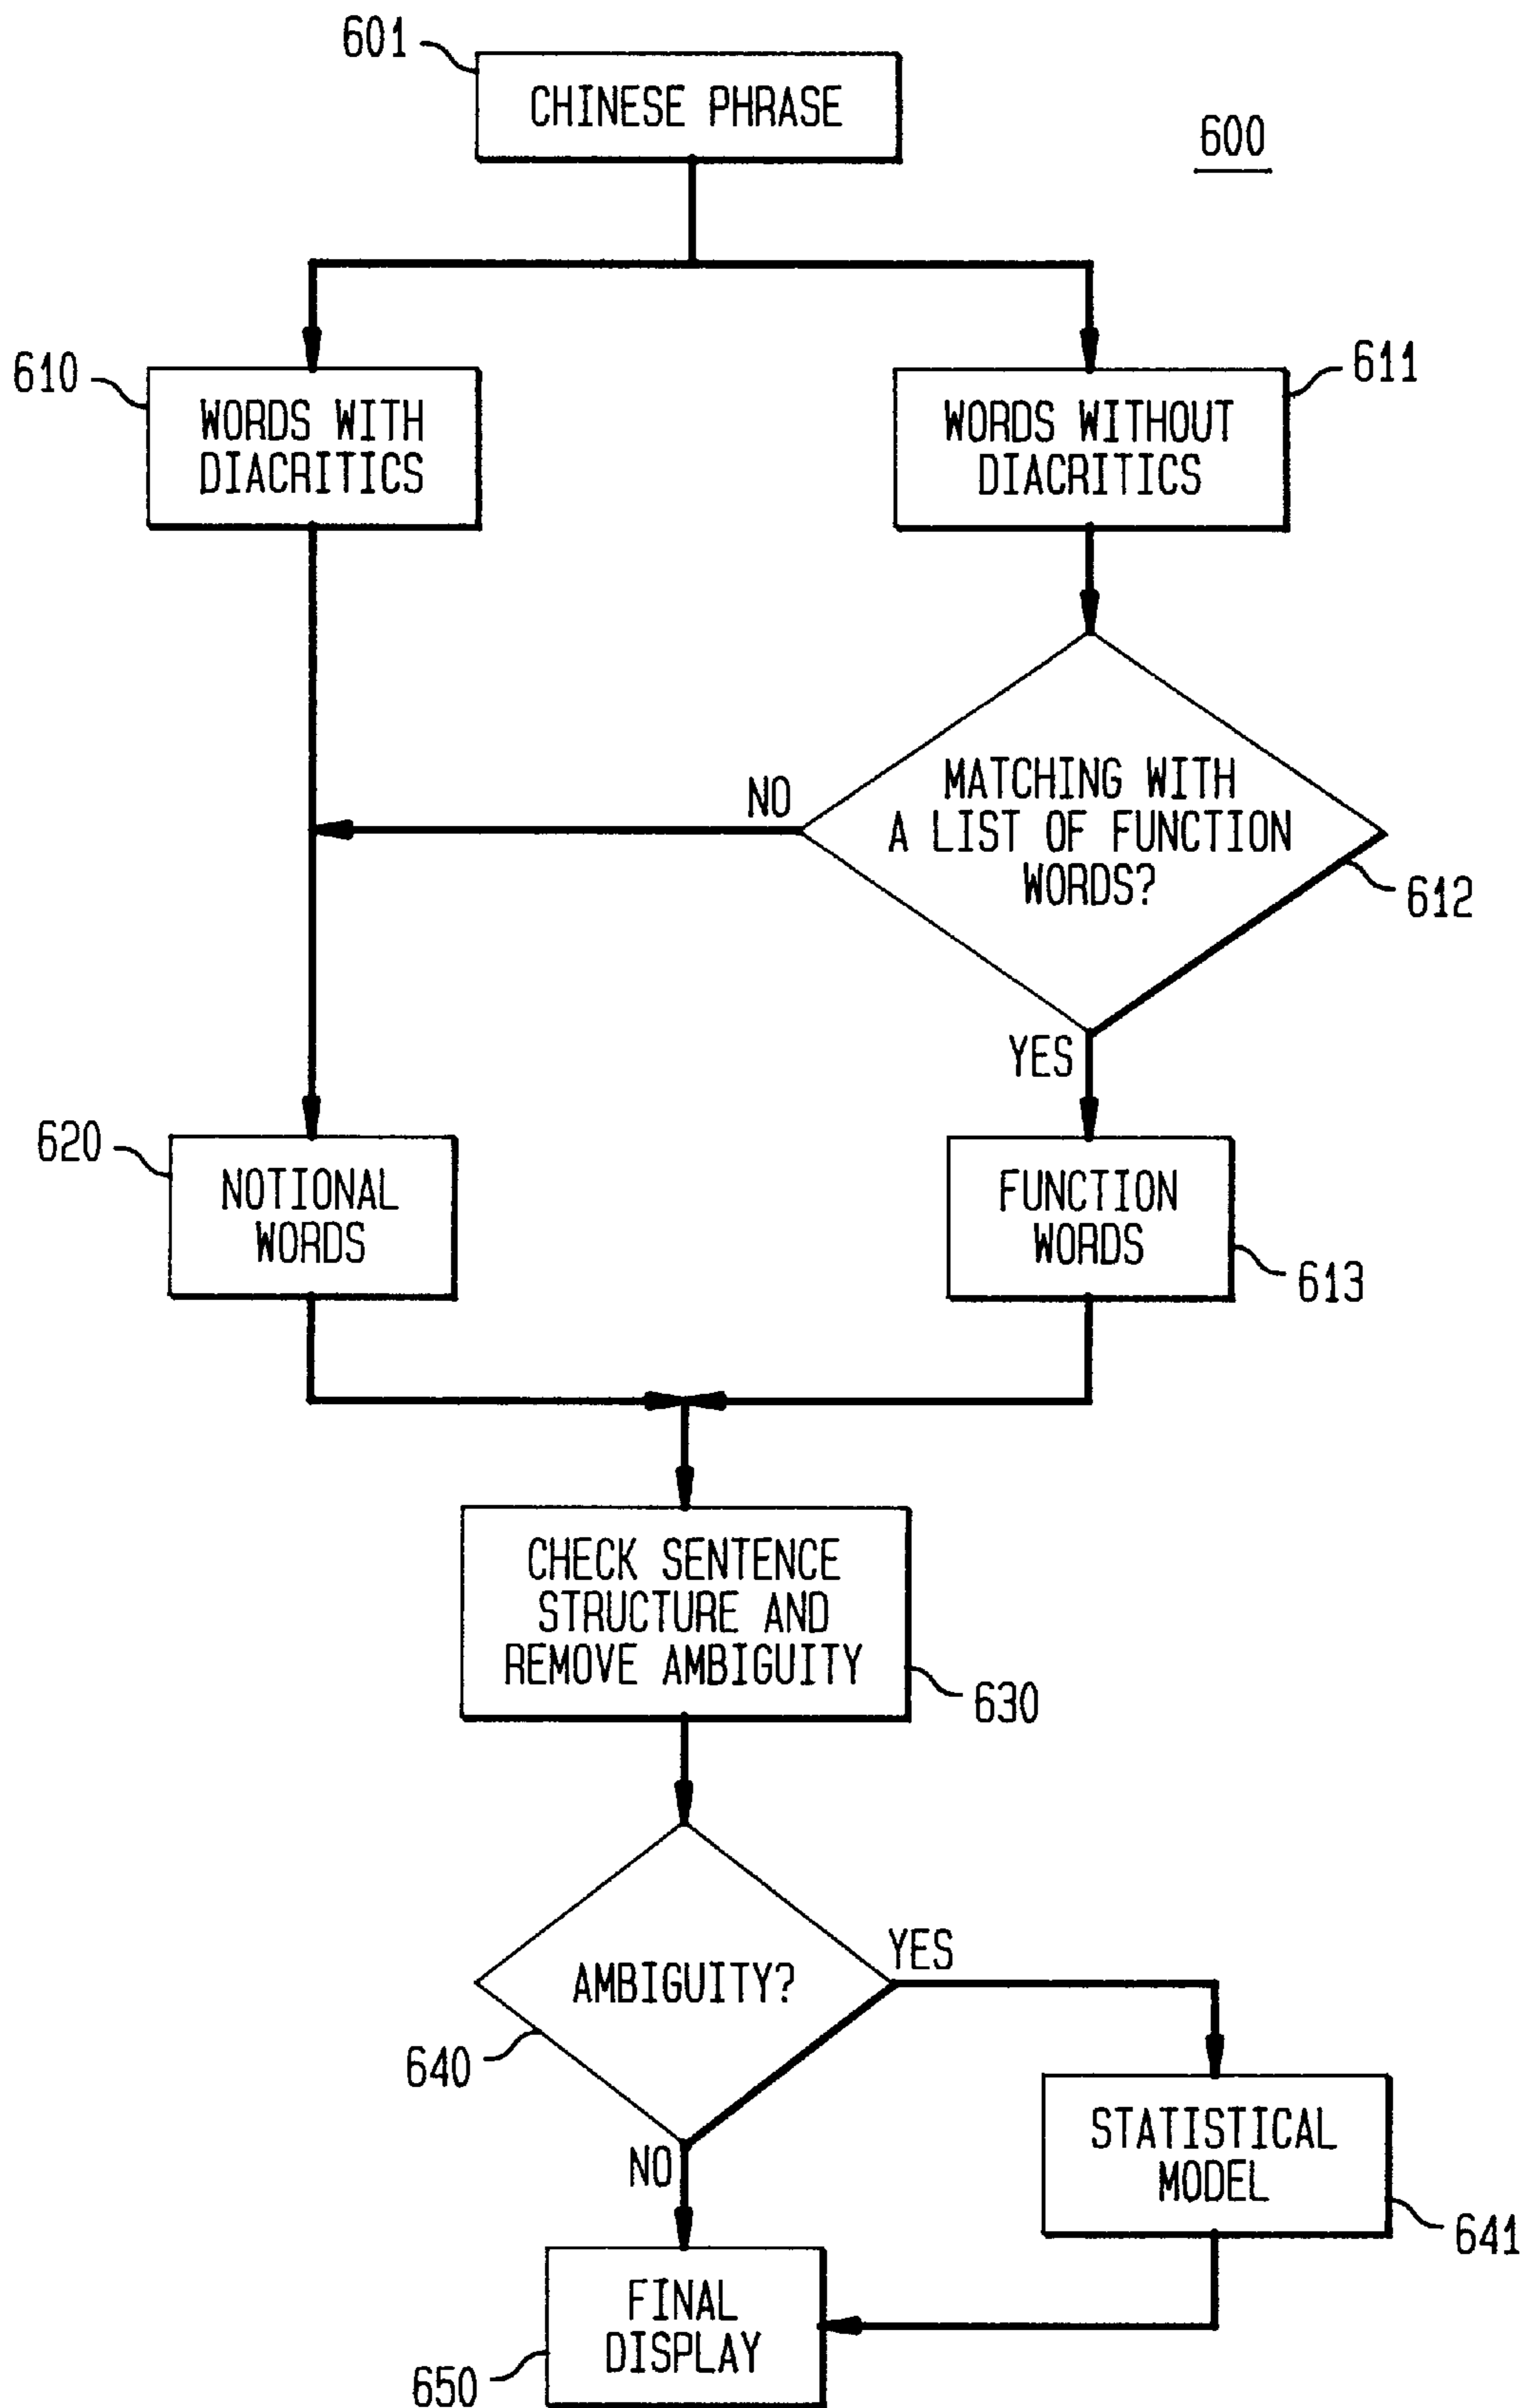 601
CHINESE PHRASE
600
610
WORDS WITH
DIACRITICS
611
WORDS WITHOUT
DIACRITICS
NO
MATCHING WITH
A LIST OF FUNCTION
WORDS?
612
YES
620
NOTIONAL
WORDS
FUNCTION
WORDS
613
CHECK SENTENCE
STRUCTURE AND
REMOVE AMBIGUITY
630
AMBIGUITY?
YES
640
NO
STATISTICAL
MODEL
641
FINAL
DISPLAY
650